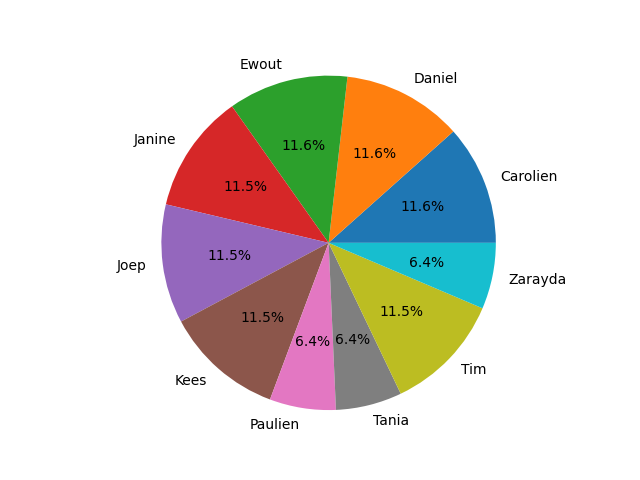 Ewout
Daniel
Janine
11.6%
11.6%
Carolien
11.5%
11.6%
Joep
11.5%
6.4%
Zarayda
11.5%
11.5%
6.4%
6.4%
Kees
Tim
Paulien
Tania